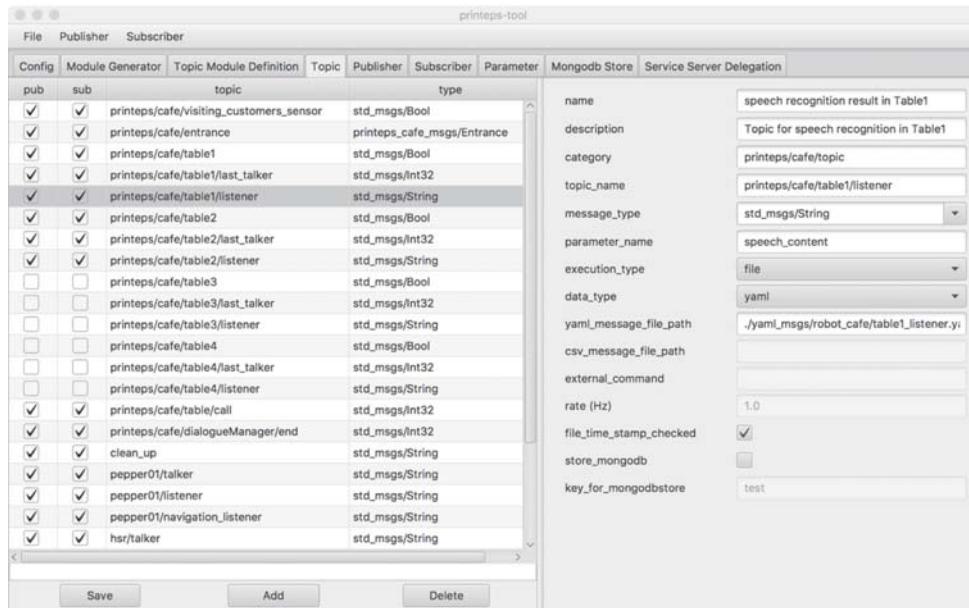 printeps-tool
File Publisher Subscriber
Config Module Generator Topic Module Definition Topic Publisher Subscriber Parameter Mongodb Store Service Server Delegation
pub sub topic type
printeps/cafe/visiting_customers_sensor std_msgs/Bool
printeps/cafe/entrance printeps_cafe_msgs/Entrance
printeps/cafe/table1 std_msgs/Bool
printeps/cafe/table1/last_talker std_msgs/Int32
printeps/cafe/table1/listener std_msgs/String
printeps/cafe/table2 std_msgs/Bool
printeps/cafe/table2/last_talker std_msgs/Int32
printeps/cafe/table2/listener std_msgs/String
printeps/cafe/table3 std_msgs/Bool
printeps/cafe/table3/last_talker std_msgs/Int32
printeps/cafe/table3/listener std_msgs/String
printeps/cafe/table4 std_msgs/Bool
printeps/cafe/table4/last_talker std_msgs/Int32
printeps/cafe/table4/listener std_msgs/String
printeps/cafe/table/call std_msgs/Int32
printeps/cafe/dialogueManager/end std_msgs/Int32
clean_up std_msgs/String
pepper01/talker std_msgs/String
pepper01/listener std_msgs/String
pepper01/navigation_listener std_msgs/String
hsr/talker std_msgs/String
Save Add Delete
name speech recognition result in Table1
description Topic for speech recognition in Table1
category printeps/cafe/topic
topic_name printeps/cafe/table1/listener
message_type std_msgs/String
parameter_name speech_content
execution_type file
data_type yaml
yaml_message_file_path ./yaml_msgs/robot_cafe/table1_listener.ya
csv_message_file_path
external_command
rate (Hz) 1.0
file_time_stamp_checked
store_mongodb
key_for_mongodbstore test